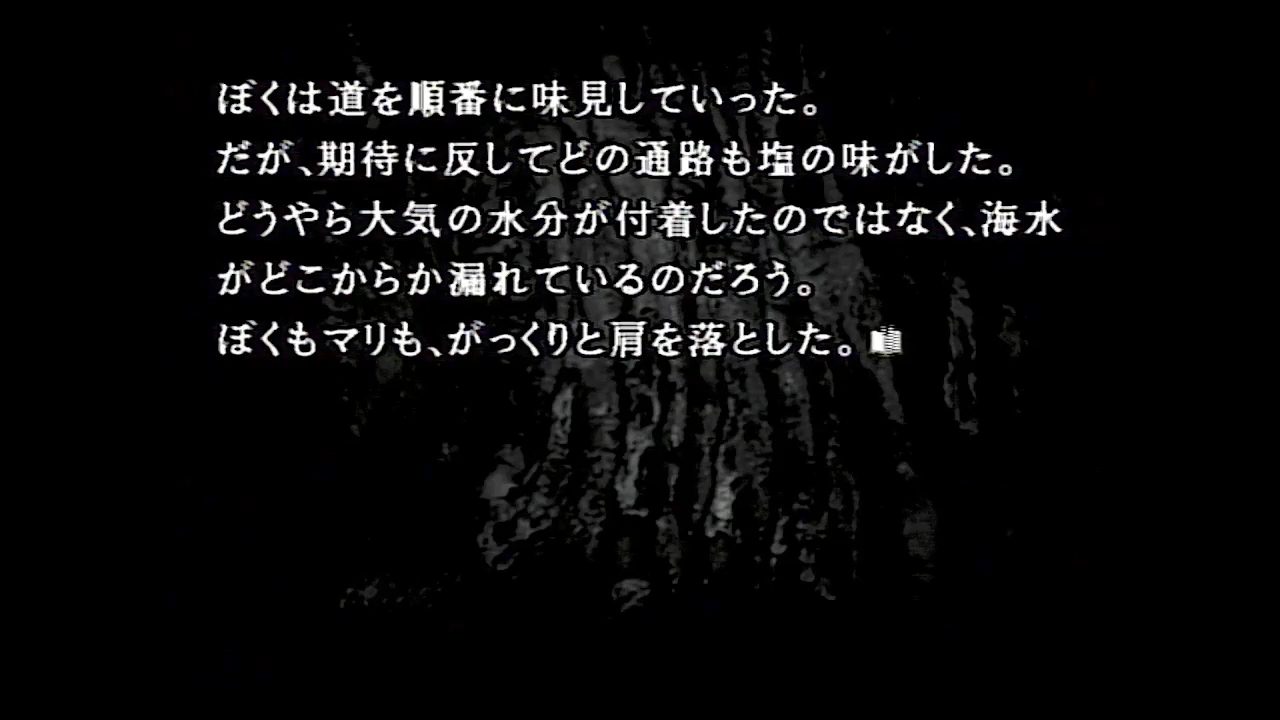 ぼくは道を順番に味見していった。
だが、期待に反してどの通路も塩の味がした。
どうやら大気の水分が付着したのではなく、海水
がどこからか漏れているのだろう。
ぼくもマリも、がっくりと肩を落とした。